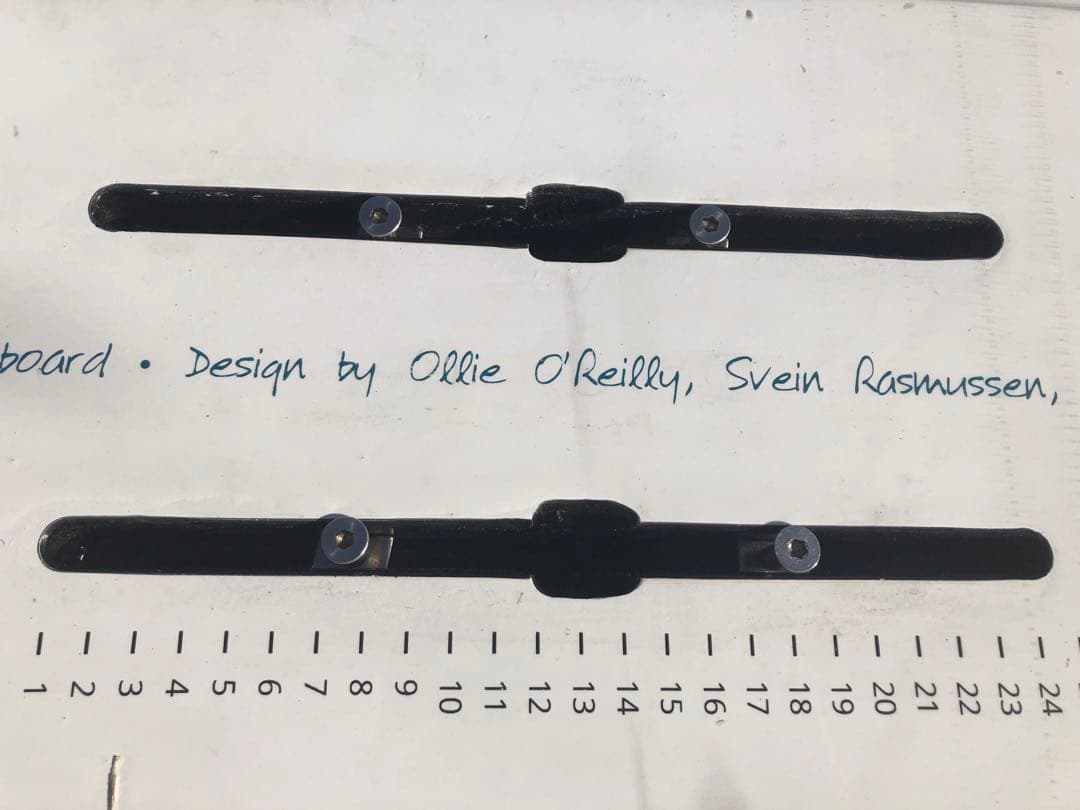 board • Design by Ollie O'Reilly, Svein Rasmussen,
1 2 3 4 5 6 7 8 9 10 11 12 13 14 15 16 17 18 19 20 21 22 23 24